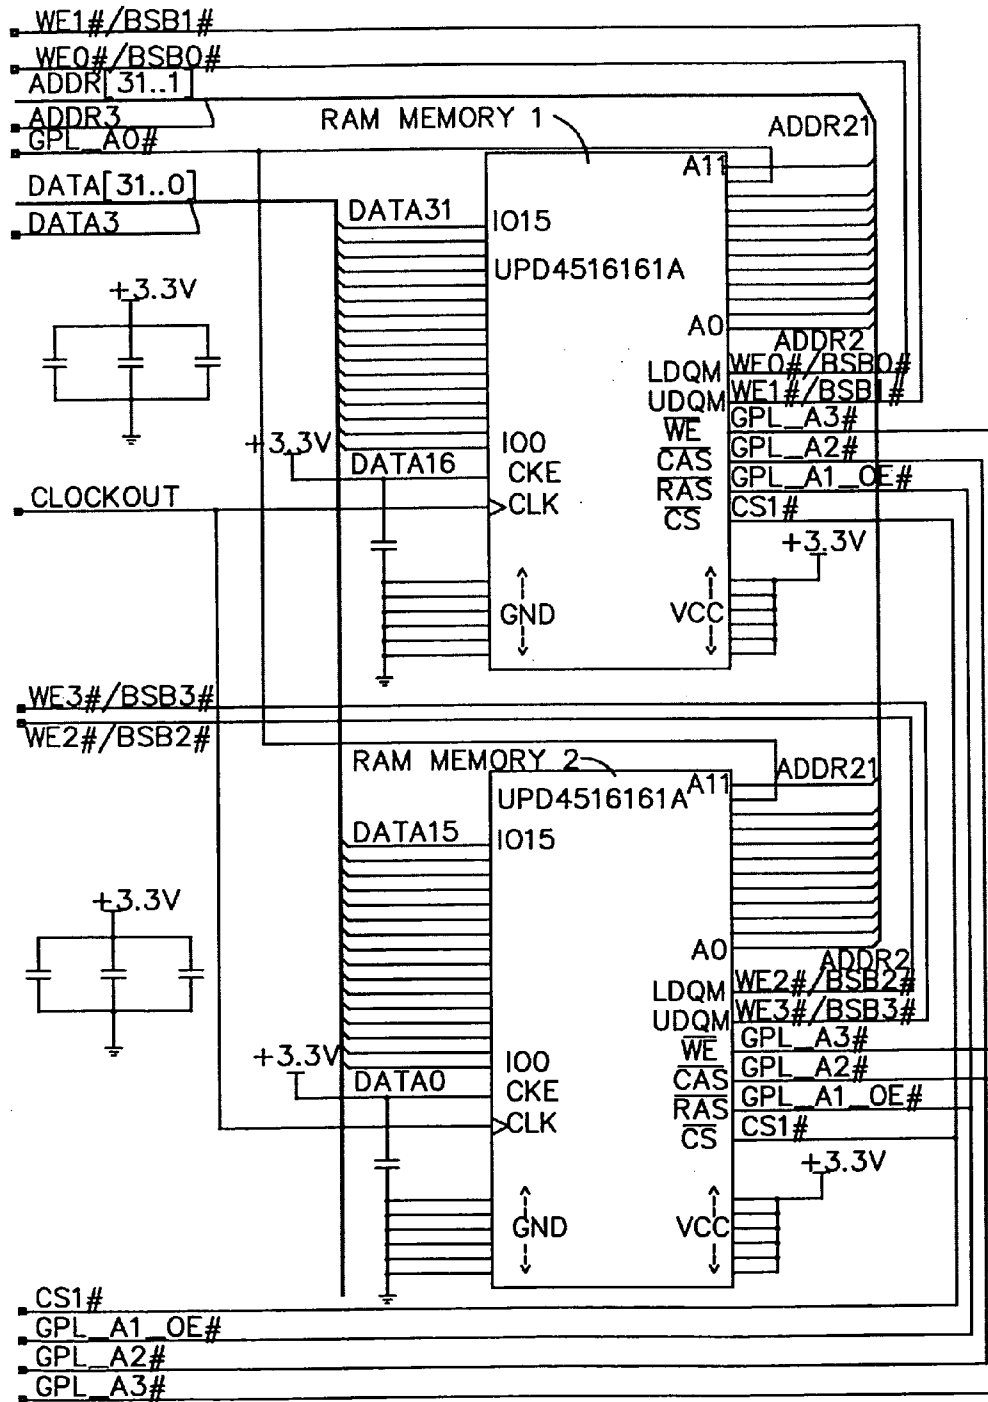 WE1#/BSB1#
WE0#/BSB0#
ADDR[31..1]
ADDR3
GPL_A0#
RAM MEMORY 1
ADDR21
A11
DATA[31..0]
DATA3
DATA31
IO15
UPD4516161A
+3.3V
A0
ADDR2
LDQM
WE0#/BSB0#
UDQM
WE1#/BSB1#
WE
GPL_A3#
IO0
+3.3V
CAS
GPL_A2#
DATA16
CKE
RAS
GPL_A1_OE#
CLOCKOUT
CLK
CS
CS1#
+3.3V
GND
VCC
WE3#/BSB3#
WE2#/BSB2#
RAM MEMORY 2
A11
ADDR21
UPD4516161A
DATA15
IO15
+3.3V
A0
ADDR2
LDQM
WE2#/BSB2#
UDQM
WE3#/BSB3#
WE
GPL_A3#
+3.3V
IO0
CAS
GPL_A2#
DATA0
CKE
RAS
GPL_A1_OE#
CLK
CS
CS1#
+3.3V
GND
VCC
CS1#
GPL_A1_OE#
GPL_A2#
GPL_A3#